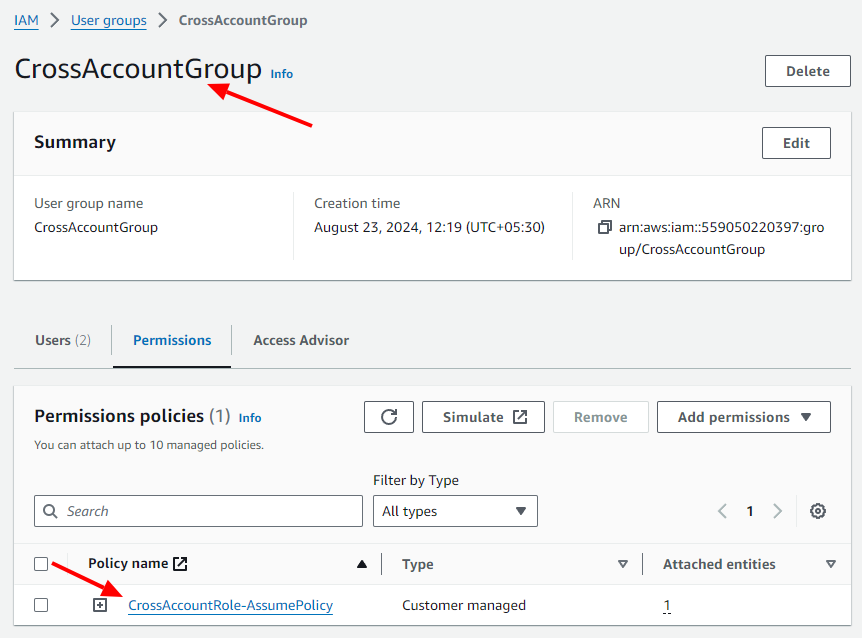 IAM > User groups > CrossAccountGroup
CrossAccountGroup Info
Delete
Summary
Edit
User group name
CrossAccountGroup
Creation time
August 23, 2024, 12:19 (UTC+05:30)
ARN
arn:aws:iam::559050220397:gro
up/CrossAccountGroup
Users (2)
Permissions
Access Advisor
Permissions policies (1) Info
You can attach up to 10 managed policies.
Simulate
Remove
Add permissions
Filter by Type
Search
All types
1
Policy name
Type
Attached entities
CrossAccountRole-AssumePolicy
Customer managed
1